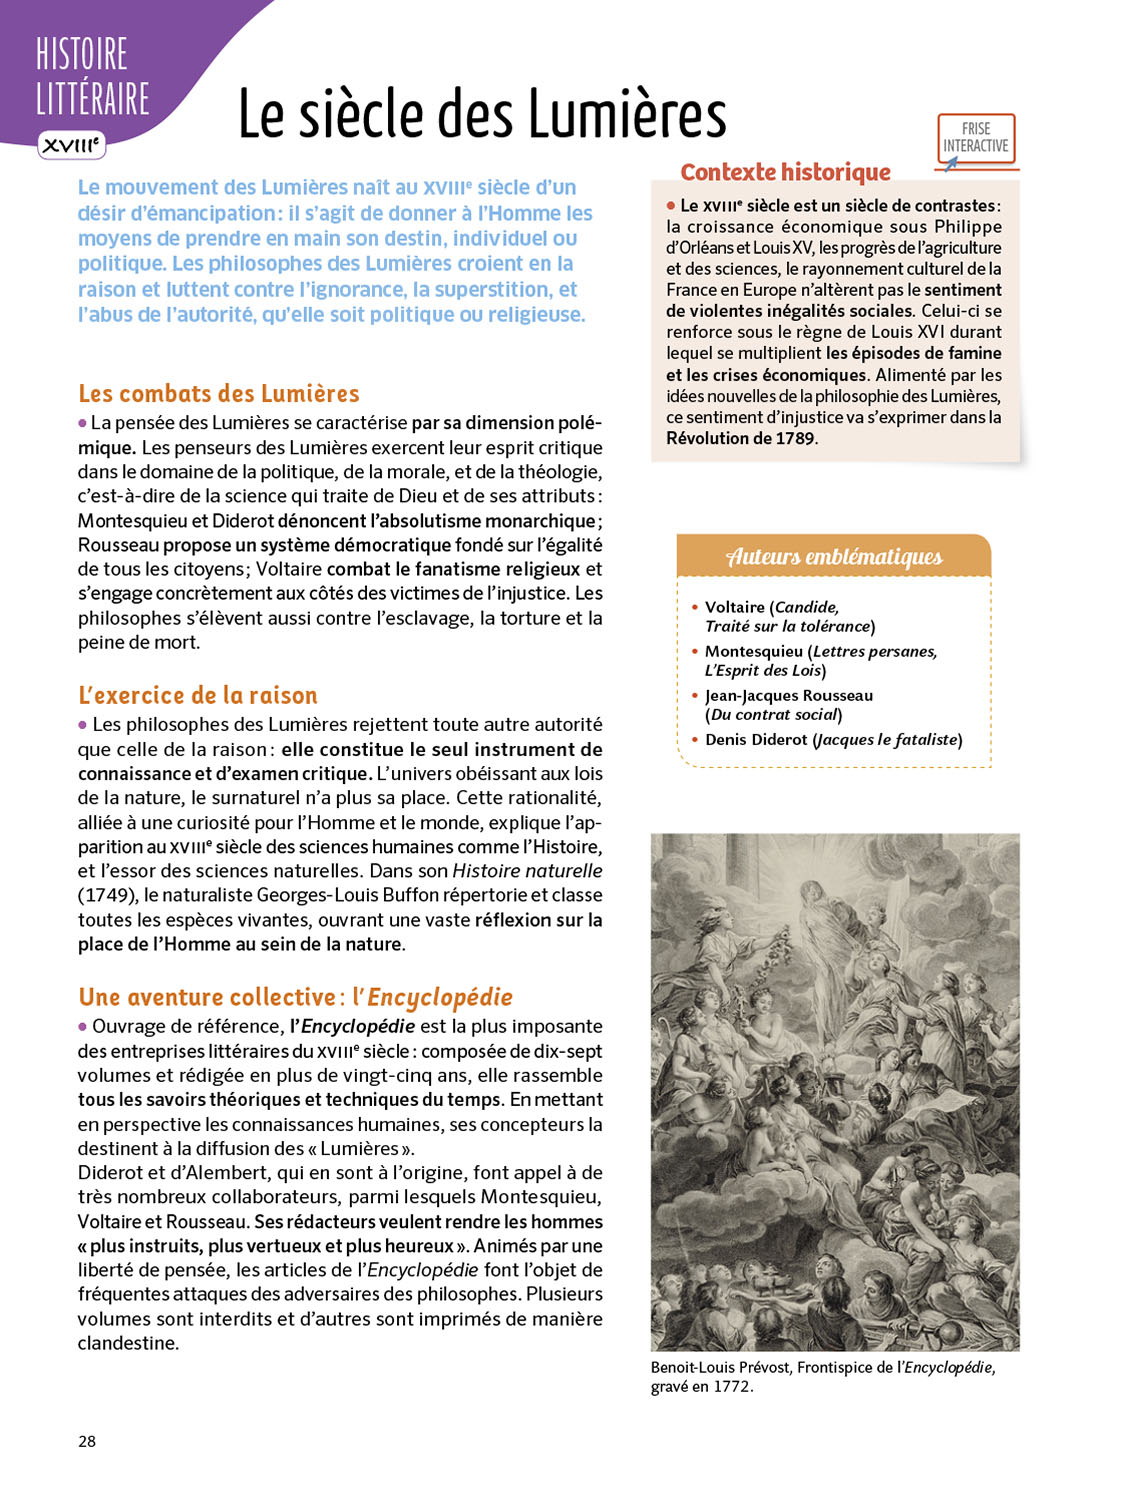 HISTOIRE
LITTÉRAIRE
XVIIIe
Le siècle des Lumières
FRISE
INTERACTIVE
Le mouvement des Lumières naît au XVIIIe siècle d’un
désir d’émancipation : il s’agit de donner à l’Homme les
moyens de prendre en main son destin, individuel ou
politique. Les philosophes des Lumières croient en la
raison et luttent contre l’ignorance, la superstition, et
l’abus de l’autorité, qu’elle soit politique ou religieuse.
Les combats des Lumières
• La pensée des Lumières se caractérise par sa dimension polé-
mique. Les penseurs des Lumières exercent leur esprit critique
dans le domaine de la politique, de la morale, et de la théologie,
c’est-à-dire de la science qui traite de Dieu et de ses attributs :
Montesquieu et Diderot dénoncent l’absolutisme monarchique ;
Rousseau propose un système démocratique fondé sur l’égalité
de tous les citoyens ; Voltaire combat le fanatisme religieux et
s’engage concrètement aux côtés des victimes de l’injustice. Les
philosophes s’élèvent aussi contre l’esclavage, la torture et la
peine de mort.
L’exercice de la raison
• Les philosophes des Lumières rejettent toute autre autorité
que celle de la raison : elle constitue le seul instrument de
connaissance et d’examen critique. L’univers obéissant aux lois
de la nature, le surnaturel n’a plus sa place. Cette rationalité,
alliée à une curiosité pour l’Homme et le monde, explique l’ap-
parition au XVIIIe siècle des sciences humaines comme l’Histoire,
et l’essor des sciences naturelles. Dans son Histoire naturelle
(1749), le naturaliste Georges-Louis Buffon répertorie et classe
toutes les espèces vivantes, ouvrant une vaste réflexion sur la
place de l’Homme au sein de la nature.
Une aventure collective : l’Encyclopédie
• Ouvrage de référence, l’Encyclopédie est la plus imposante
des entreprises littéraires du XVIIIe siècle : composée de dix-sept
volumes et rédigée en plus de vingt-cinq ans, elle rassemble
tous les savoirs théoriques et techniques du temps. En mettant
en perspective les connaissances humaines, ses concepteurs la
destinent à la diffusion des « Lumières ».
Diderot et d’Alembert, qui en sont à l’origine, font appel à de
très nombreux collaborateurs, parmi lesquels Montesquieu,
Voltaire et Rousseau. Ses rédacteurs veulent rendre les hommes
« plus instruits, plus vertueux et plus heureux ». Animés par une
liberté de pensée, les articles de l’Encyclopédie font l’objet de
fréquentes attaques des adversaires des philosophes. Plusieurs
volumes sont interdits et d’autres sont imprimés de manière
clandestine.
Contexte historique
• Le XVIIIe siècle est un siècle de contrastes :
la croissance économique sous Philippe
d’Orléans et Louis XV, les progrès de l’agriculture
et des sciences, le rayonnement culturel de la
France en Europe n’altèrent pas le sentiment
de violentes inégalités sociales. Celui-ci se
renforce sous le règne de Louis XVI durant
lequel se multiplient les épisodes de famine
et les crises économiques. Alimenté par les
idées nouvelles de la philosophie des Lumières,
ce sentiment d’injustice va s’exprimer dans la
Révolution de 1789.
Auteurs emblématiques
• Voltaire (Candide,
Traité sur la tolérance)
• Montesquieu (Lettres persanes,
L’Esprit des Lois)
• Jean-Jacques Rousseau
(Du contrat social)
• Denis Diderot (Jacques le fataliste)
Benoit-Louis Prévost, Frontispice de l’Encyclopédie,
gravé en 1772.
28